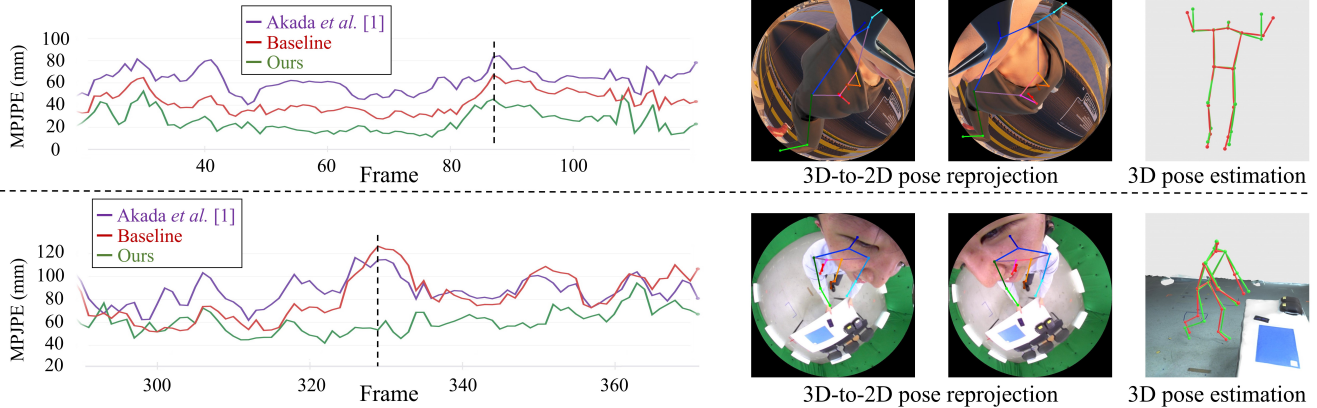 Akada et al. [1]
Baseline
Ours
MPJPE (mm)
100
80
60
40
20
0
40 60 80 100
Frame
3D-to-2D pose reprojection
3D pose estimation
Akada et al. [1]
Baseline
Ours
MPJPE (mm)
120
100
80
60
40
20
300 320 340 360
Frame
3D-to-2D pose reprojection
3D pose estimation